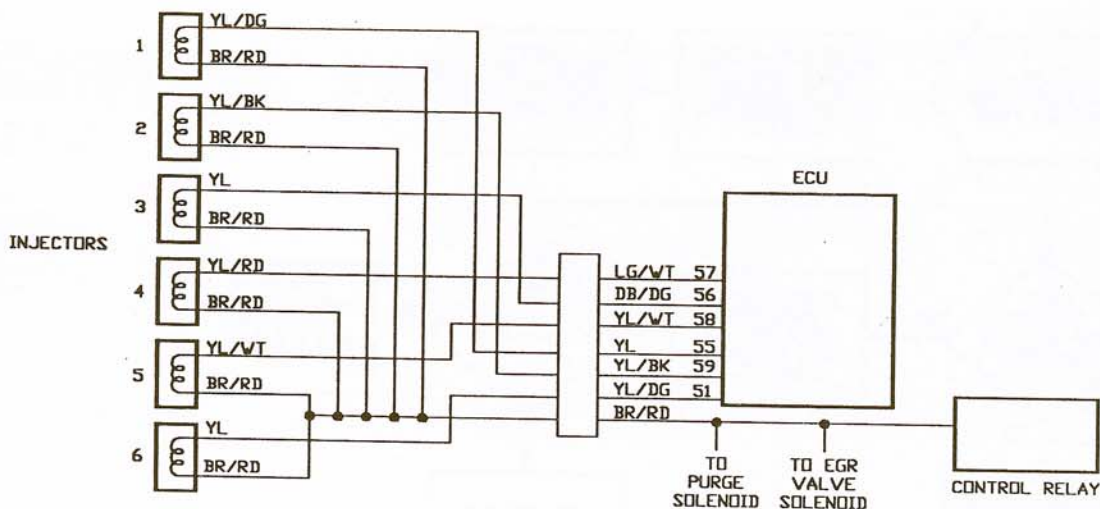 YL/DG
1
BR/RD
YL/BK
2
BR/RD
YL
3
BR/RD
INJECTORS
YL/RD
4
BR/RD
YL/WT
5
BR/RD
YL
6
BR/RD
ECU
LG/WT 57
DB/DG 56
YL/WT 58
YL 55
YL/BK 59
YL/DG 51
BR/RD
TO
PURGE
SOLENOID
TO EGR
VALVE
SOLENOID
CONTROL RELAY